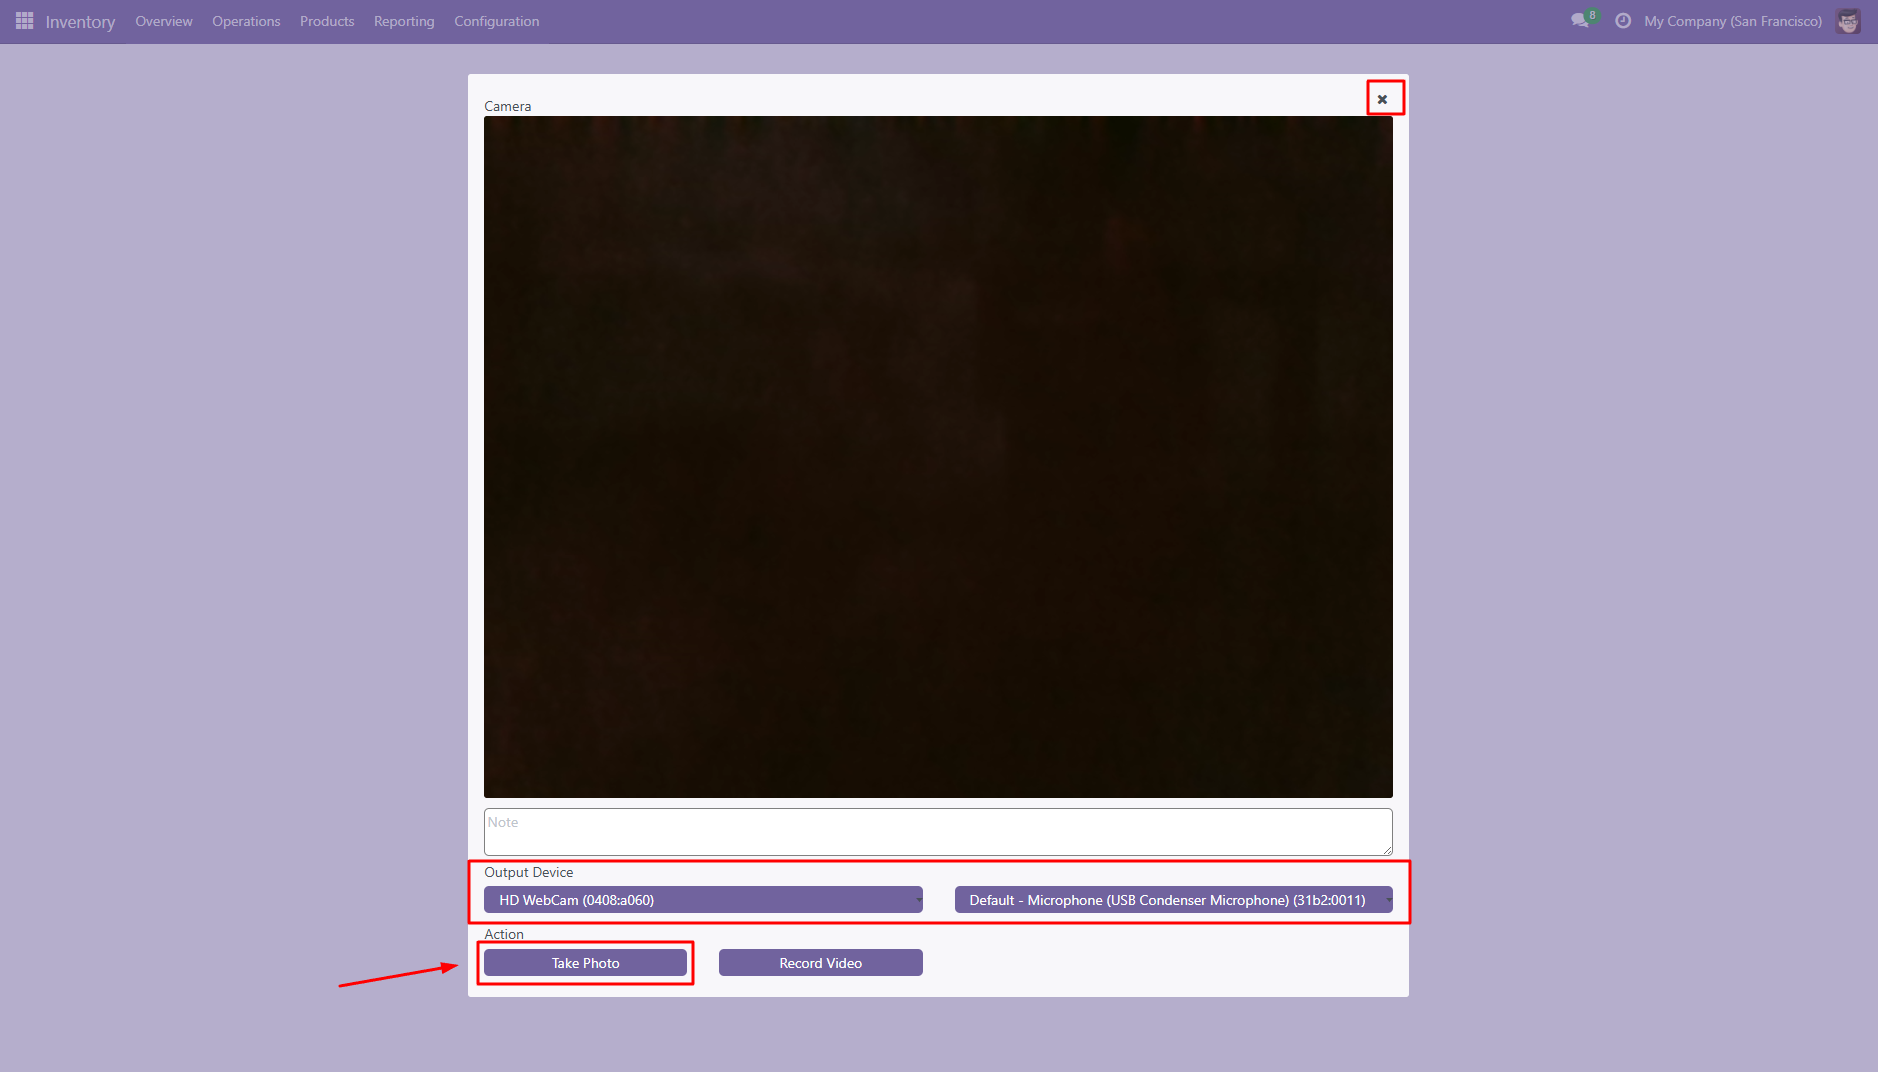 Inventory Overview Operations Products Reporting Configuration 8 My Company (San Francisco)
Camera
Note
Output Device
HD WebCam (0408:a060) Default - Microphone (USB Condenser Microphone) (31b2:0011)
Action
Take Photo Record Video